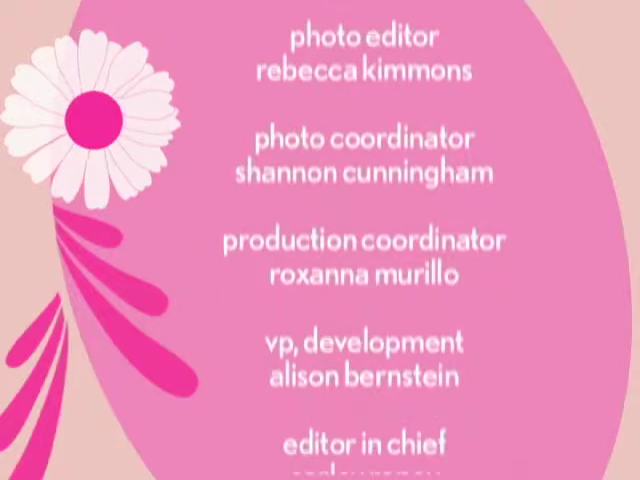 photo editor
rebecca kimmons
photo coordinator
shannon cunningham
production coordinator
roxanna murillo
vp, development
alison bernstein
editor in chief